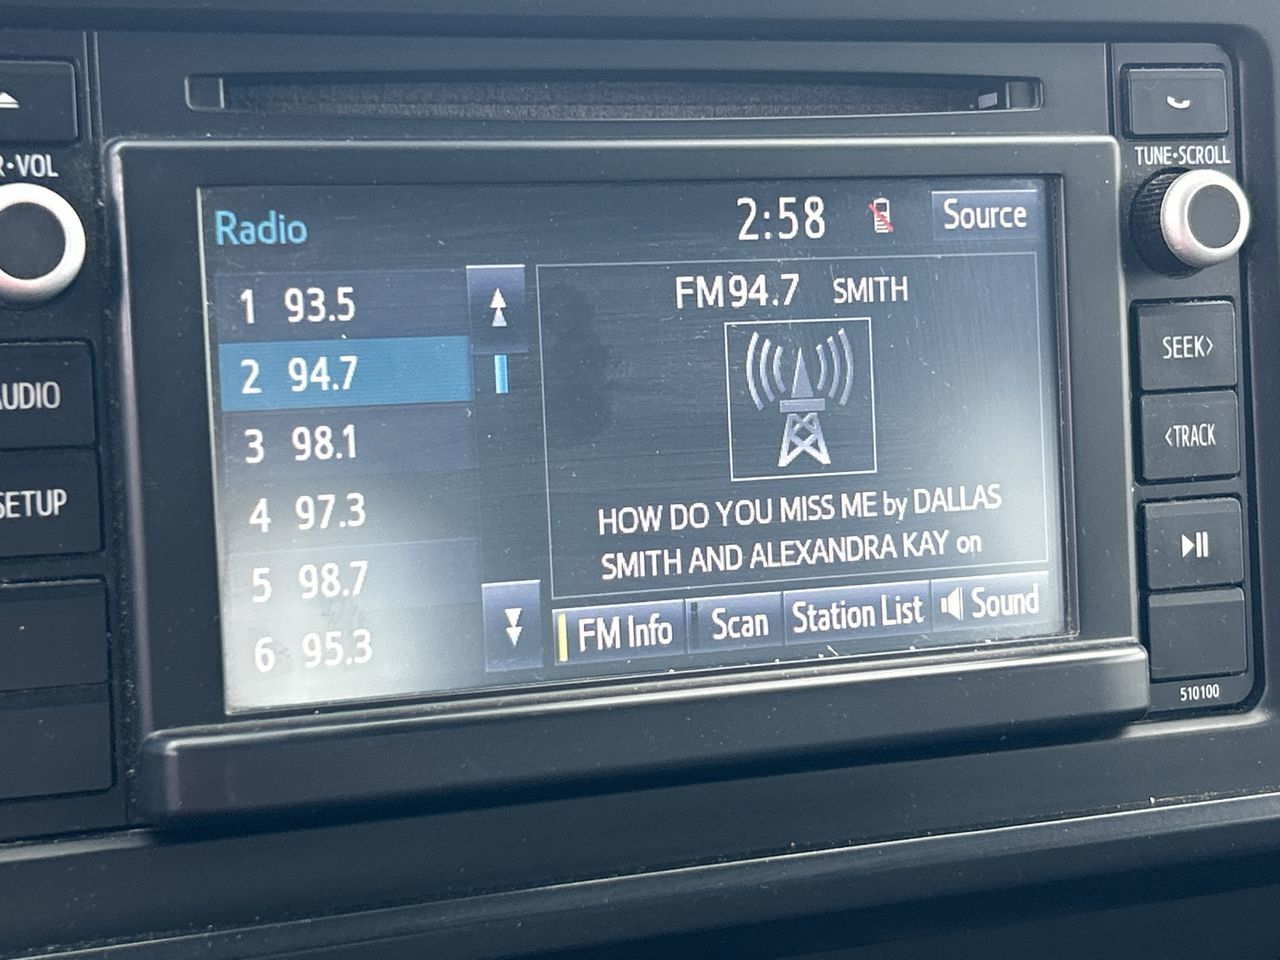 R•VOL
AUDIO
SETUP
Radio
2:58
Source
1 93.5
2 94.7
3 98.1
4 97.3
5 98.7
6 95.3
FM94.7 SMITH
HOW DO YOU MISS ME by DALLAS
SMITH AND ALEXANDRA KAY on
FM Info
Scan
Station List
Sound
TUNE•SCROLL
SEEK>
<TRACK
510100